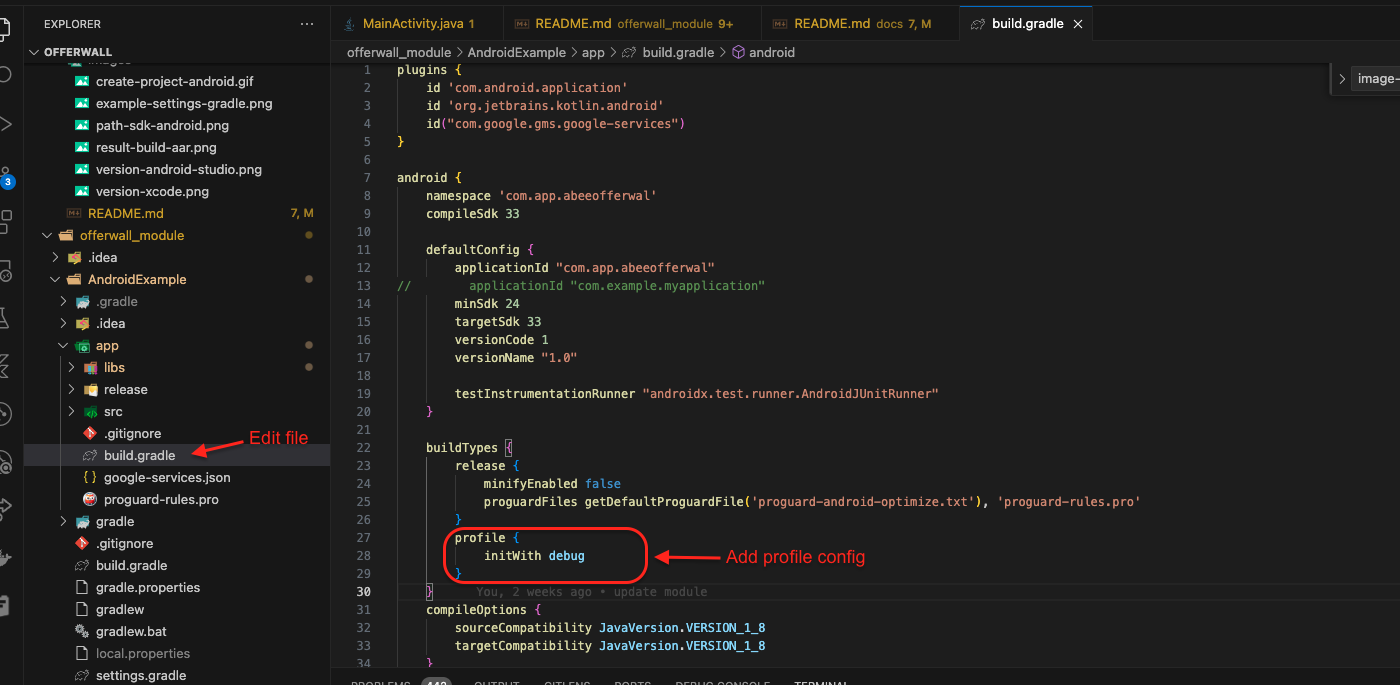 EXPLORER
OFFERWALL
images
create-project-android.gif
example-settings-gradle.png
path-sdk-android.png
result-build-aar.png
version-android-studio.png
version-xcode.png
README.md 7, M
offerwall_module
.idea
AndroidExample
.gradle
.idea
app
libs
release
src
.gitignore
Edit file
build.gradle
google-services.json
proguard-rules.pro
gradle
.gitignore
build.gradle
gradle.properties
gradlew
gradlew.bat
local.properties
settings.gradle
3
MainActivity.java 1
README.md offerwall_module 9+
README.md docs 7, M
build.gradle
offerwall_module > AndroidExample > app > build.gradle > android
image-
1 plugins {
2 id 'com.android.application'
3 id 'org.jetbrains.kotlin.android'
4 id("com.google.gms.google-services")
5 }
6
7 android {
8 namespace 'com.app.abeeofferwal'
9 compileSdk 33
10
11 defaultConfig {
12 applicationId "com.app.abeeofferwal"
13 // applicationId "com.example.myapplication"
14 minSdk 24
15 targetSdk 33
16 versionCode 1
17 versionName "1.0"
18
19 testInstrumentationRunner "androidx.test.runner.AndroidJUnitRunner"
20 }
21
22 buildTypes {
23 release {
24 minifyEnabled false
25 proguardFiles getDefaultProguardFile('proguard-android-optimize.txt'), 'proguard-rules.pro'
26 }
27 profile {
28 initWith debug
Add profile config
29 }
30 } You, 2 weeks ago • update module
31 compileOptions {
32 sourceCompatibility JavaVersion.VERSION_1_8
33 targetCompatibility JavaVersion.VERSION_1_8
34 }
PROBLEMS 442 OUTPUT GITLENS PORTS DEBUG CONSOLE TERMINAL